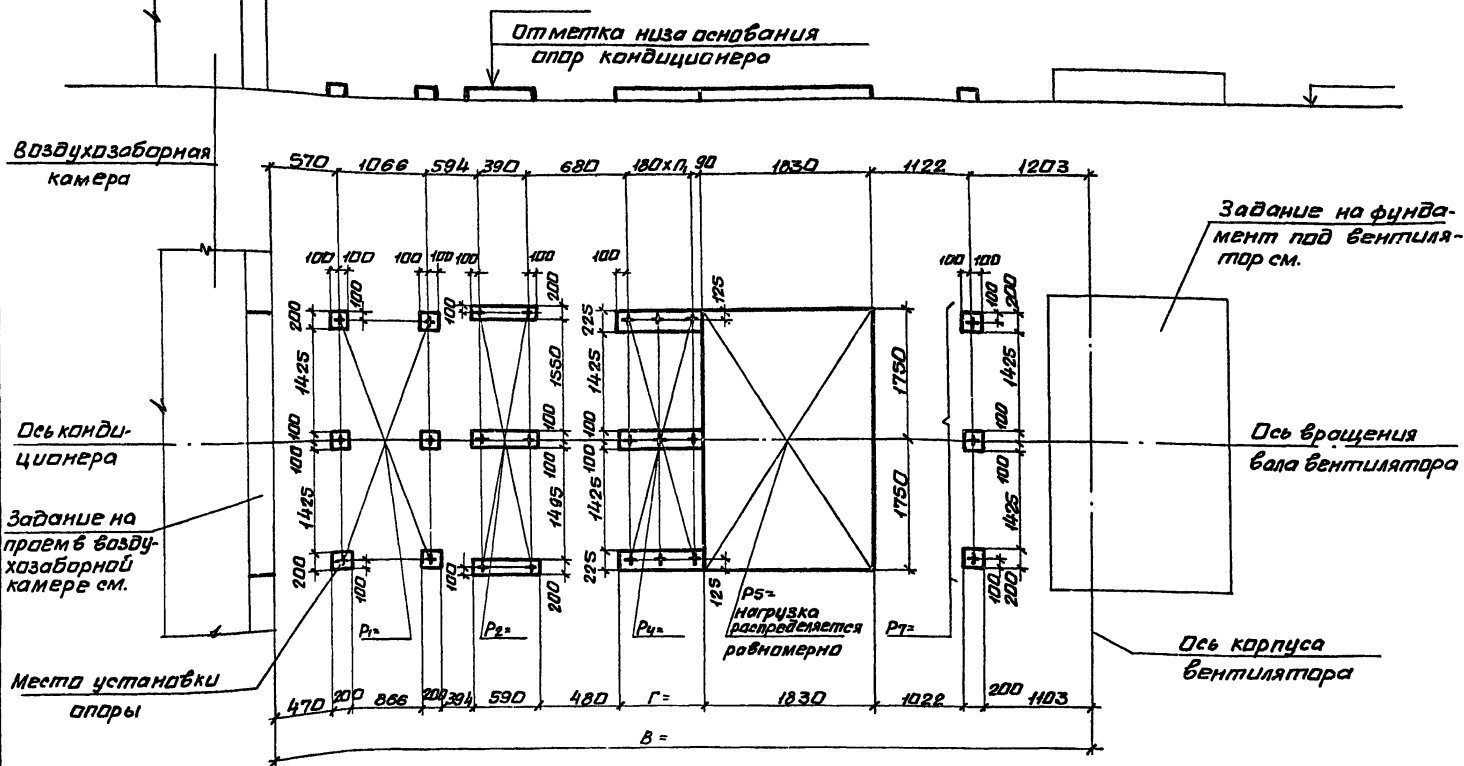 Отметка низа основания
опор кондиционера
воздухозаборная
камера
570 1066 594 390 680 180×П₁ 90 1830 1122 1203
Задание на фунда-
мент под вентиля-
тор см.
100 100 100 100 100 100 100 100 100
100 100 200 125 100 200
200 225
1425 1550 1425 1750 1425
Ось конди-
ционера
100 100 100 100
100 100 100 100
Ось вращения
вала вентилятора
1425 1495 1425 1750 1425
Задание на
проем в возду-
хозаборной
камере см.
200 100 100 200 225 125 100 200
P₁= P₂= P₄=
P5=
нагрузка
распределяется
равномерно
P₇=
Место установки
опоры
Ось корпуса
вентилятора
470 200 866 200 394 590 480 Г= 1830 1022 200 1103
В =